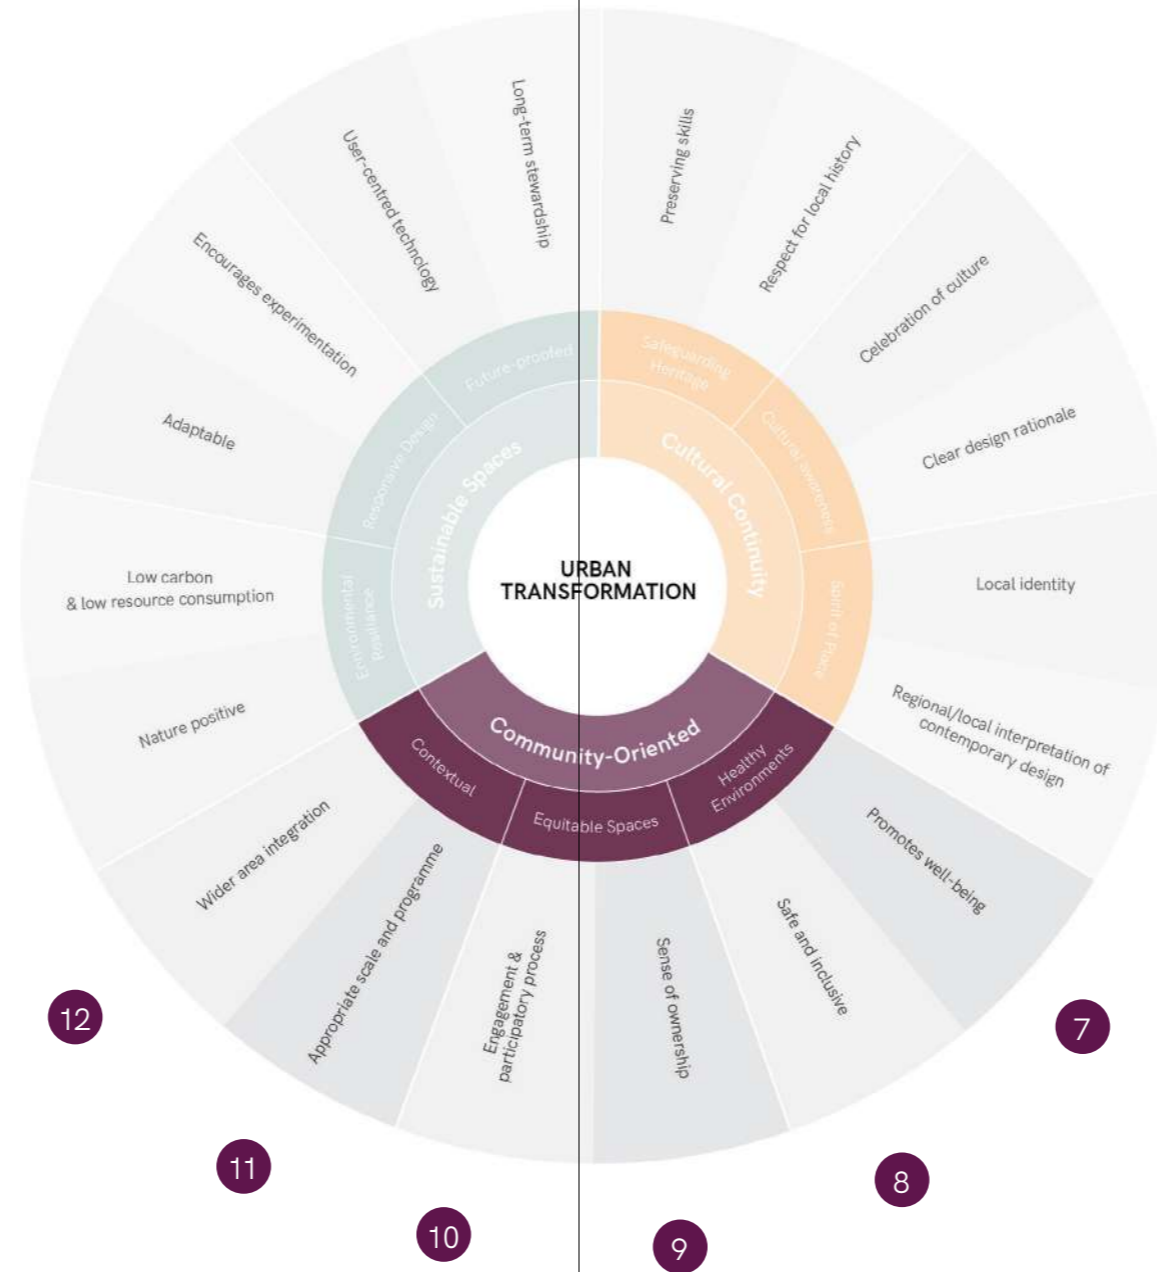 URBAN
TRANSFORMATION
Cultural Continuity
Safeguarding
Heritage
Preserving skills
Respect for local history
Cultural awareness
Celebration of culture
Clear design rationale
Spirit of Place
Local identity
Regional/local interpretation of
contemporary design
Community-Oriented
Healthy
Environments
Promotes well-being
Safe and inclusive
Equitable Spaces
Sense of ownership
Engagement &
participatory process
Contextual
Appropriate scale and programme
Wider area integration
Sustainable Spaces
Environmental
Resiliance
Nature positive
Low carbon
& low resource consumption
Responsive Design
Adaptable
Encourages experimentation
Future-proofed
User-centred technology
Long-term stewardship
7
8
9
10
11
12